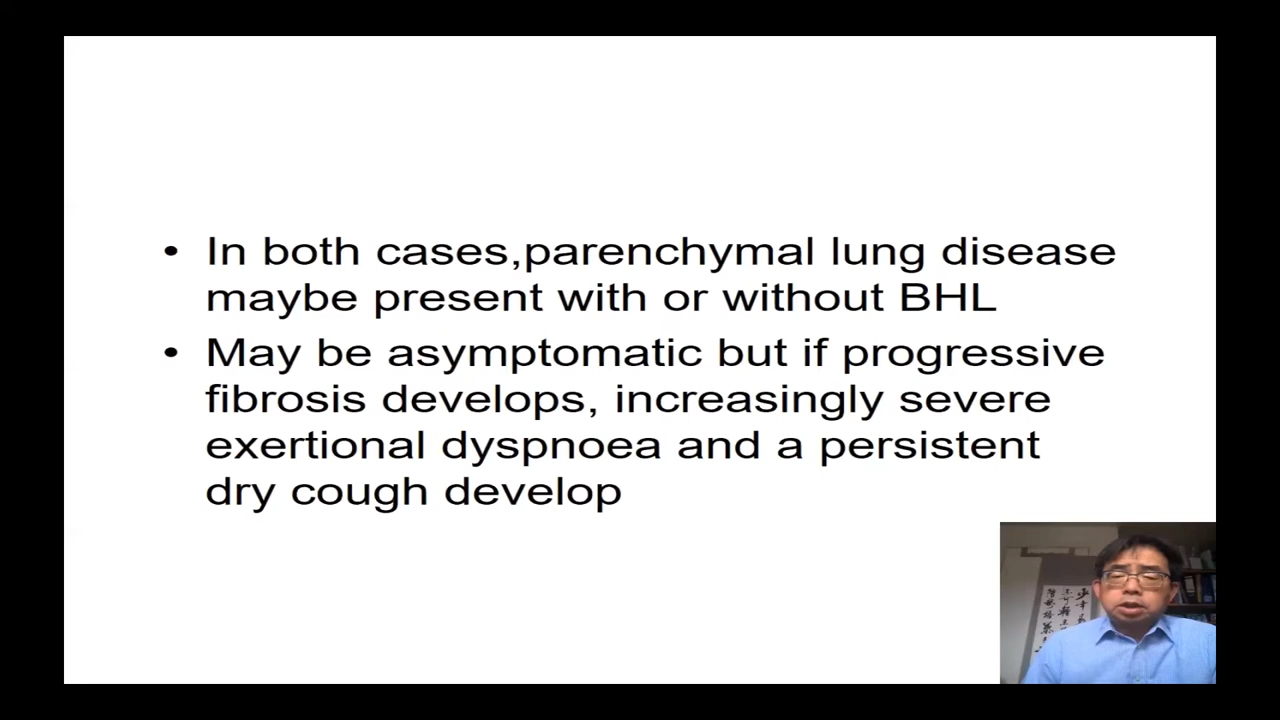 • In both cases,parenchymal lung disease
maybe present with or without BHL
• May be asymptomatic but if progressive
fibrosis develops, increasingly severe
exertional dyspnoea and a persistent
dry cough develop